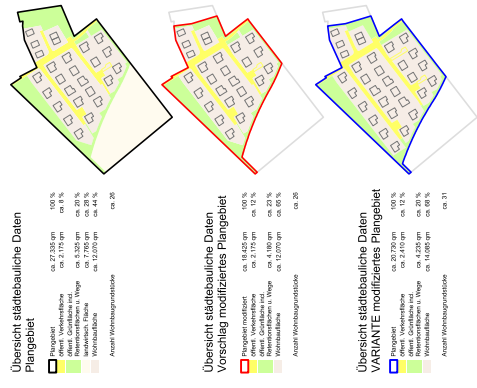 Übersicht städtebauliche Daten
Plangebiet
Plangebiet ca. 27.335 qm 100 %
öffentl. Verkehrsfläche ca. 2.175 qm ca. 8 %
öffentl. Grünfläche incl.
Retentionsflächen u. Wege ca. 5.325 qm ca. 20 %
landwirtsch. Fläche ca. 7.765 qm ca. 28 %
Wohnbaufläche ca. 12.070 qm ca. 44 %
Anzahl Wohnbaugrundstücke ca. 26
Übersicht städtebauliche Daten
Vorschlag modifiziertes Plangebiet
Plangebiet modifiziert ca. 18.425 qm 100 %
öffentl. Verkehrsfläche ca. 2.175 qm ca. 12 %
öffentl. Grünfläche incl.
Retentionsflächen u. Wege ca. 4.180 qm ca. 23 %
Wohnbaufläche ca. 12.070 qm ca. 65 %
Anzahl Wohnbaugrundstücke ca. 26
Übersicht städtebauliche Daten
VARIANTE modifiziertes Plangebiet
Plangebiet ca. 20.730 qm 100 %
öffentl. Verkehrsfläche ca. 2.410 qm ca. 12 %
öffentl. Grünfläche incl.
Retentionsflächen u. Wege ca. 4.235 qm ca. 20 %
Wohnbaufläche ca. 14.085 qm ca. 68 %
Anzahl Wohnbaugrundstücke ca. 31